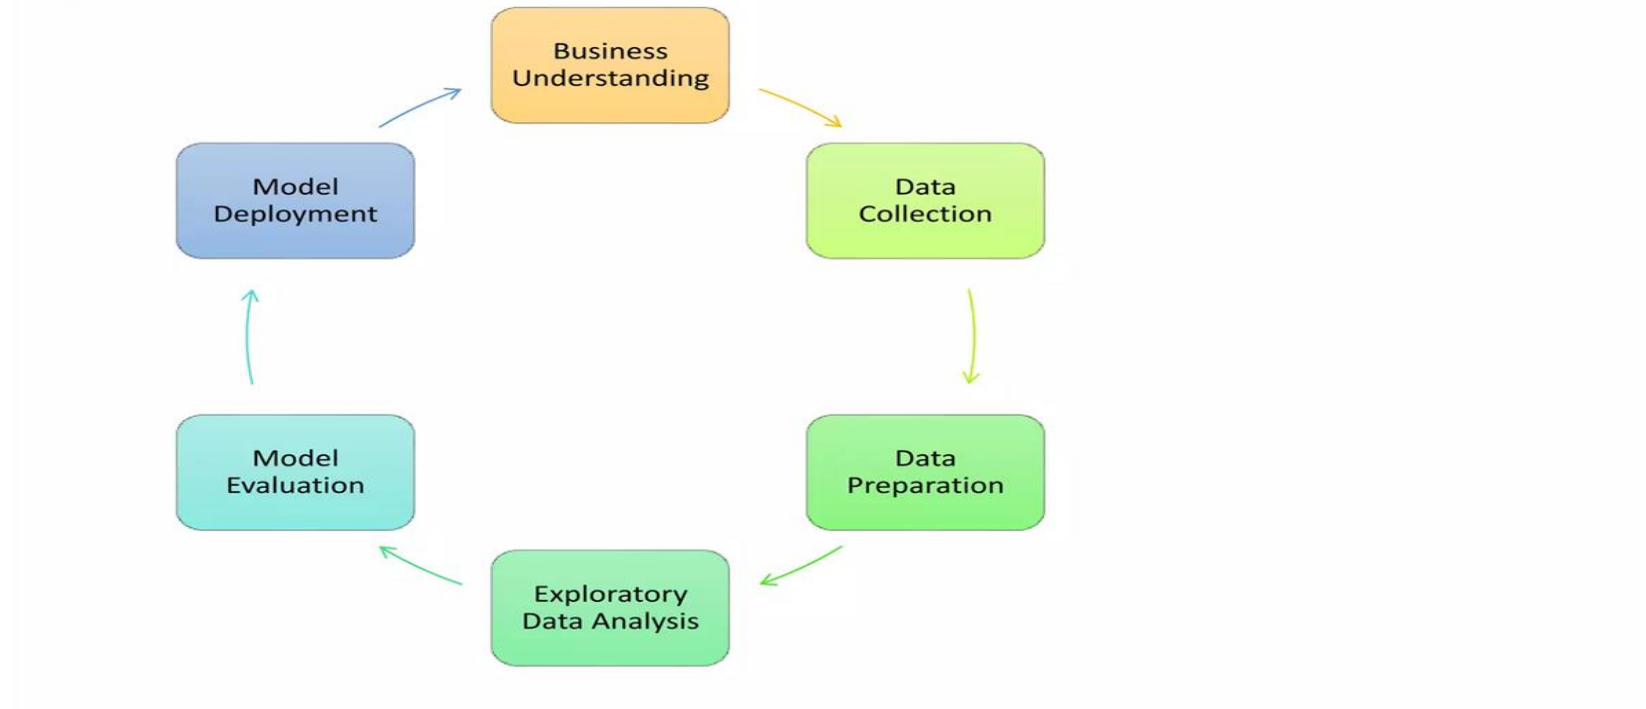 Business
Understanding
Data
Collection
Data
Preparation
Exploratory
Data Analysis
Model
Evaluation
Model
Deployment